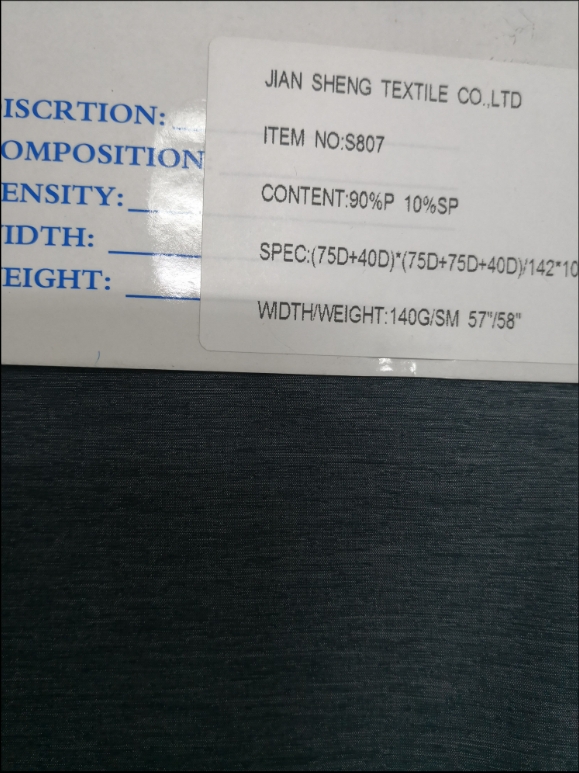 JIAN SHENG TEXTILE CO.,LTD
ISCRTION:
ITEM NO:S807
OMPOSITION
CONTENT:90%P 10%SP
ENSITY:
SPEC:(75D+40D)*(75D+75D+40D)/142*10
IDTH:
WIDTH/WEIGHT:140G/SM 57"/58"
EIGHT: